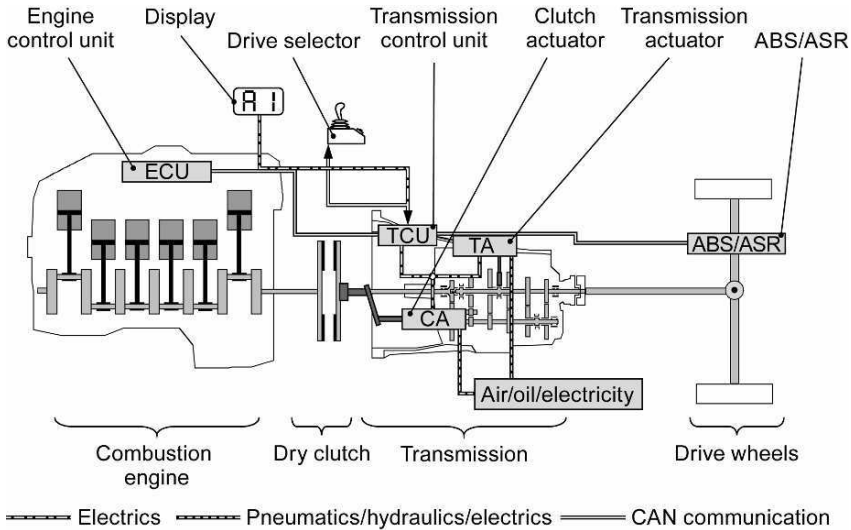 Engine
control unit
Display
Drive selector
Transmission
control unit
Clutch
actuator
Transmission
actuator
ABS/ASR
A1
ECU
TCU
TA
ABS/ASR
CA
Air/oil/electricity
Combustion
engine
Dry clutch
Transmission
Drive wheels
Electrics
Pneumatics/hydraulics/electrics
CAN communication